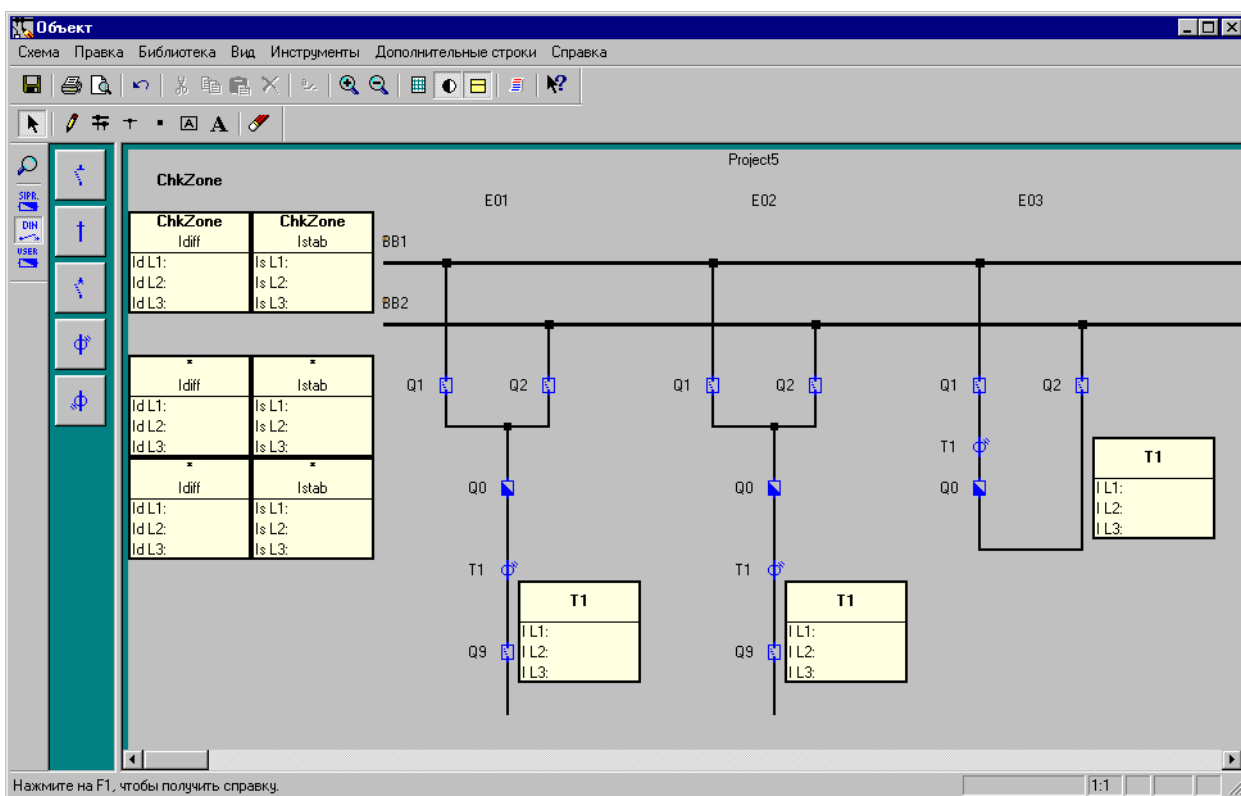 Объект
Схема Правка Библиотека Вид Инструменты Дополнительные строки Справка
A A
SIPR.
DIN
USER
Project5
ChkZone
E01 E02 E03
ChkZone ChkZone
Idiff Istab
Id L1: Is L1:
Id L2: Is L2:
Id L3: Is L3:
BB1
BB2
* *
Idiff Istab
Id L1: Is L1:
Id L2: Is L2:
Id L3: Is L3:
* *
Idiff Istab
Id L1: Is L1:
Id L2: Is L2:
Id L3: Is L3:
Q1 Q2 Q1 Q2 Q1 Q2
T1
T1
I L1:
I L2:
I L3:
Q0 Q0 Q0
T1 T1
T1
I L1:
I L2:
I L3:
T1
I L1:
I L2:
I L3:
Q9 Q9
Нажмите на F1, чтобы получить справку.
1:1